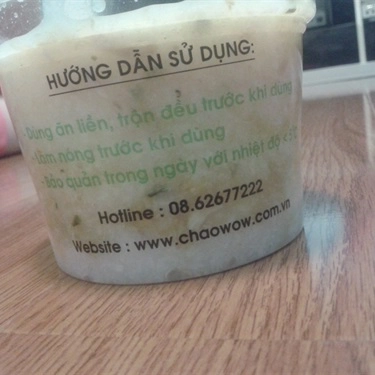 HƯỚNG DẪN SỬ DỤNG:
- Dùng ăn liền, trộn đều trước khi dùng
- Hâm nóng trước khi dùng
- Bảo quản trong ngày với nhiệt độ <
Hotline : 08.62677222
Website : www.chaowow.com.vn